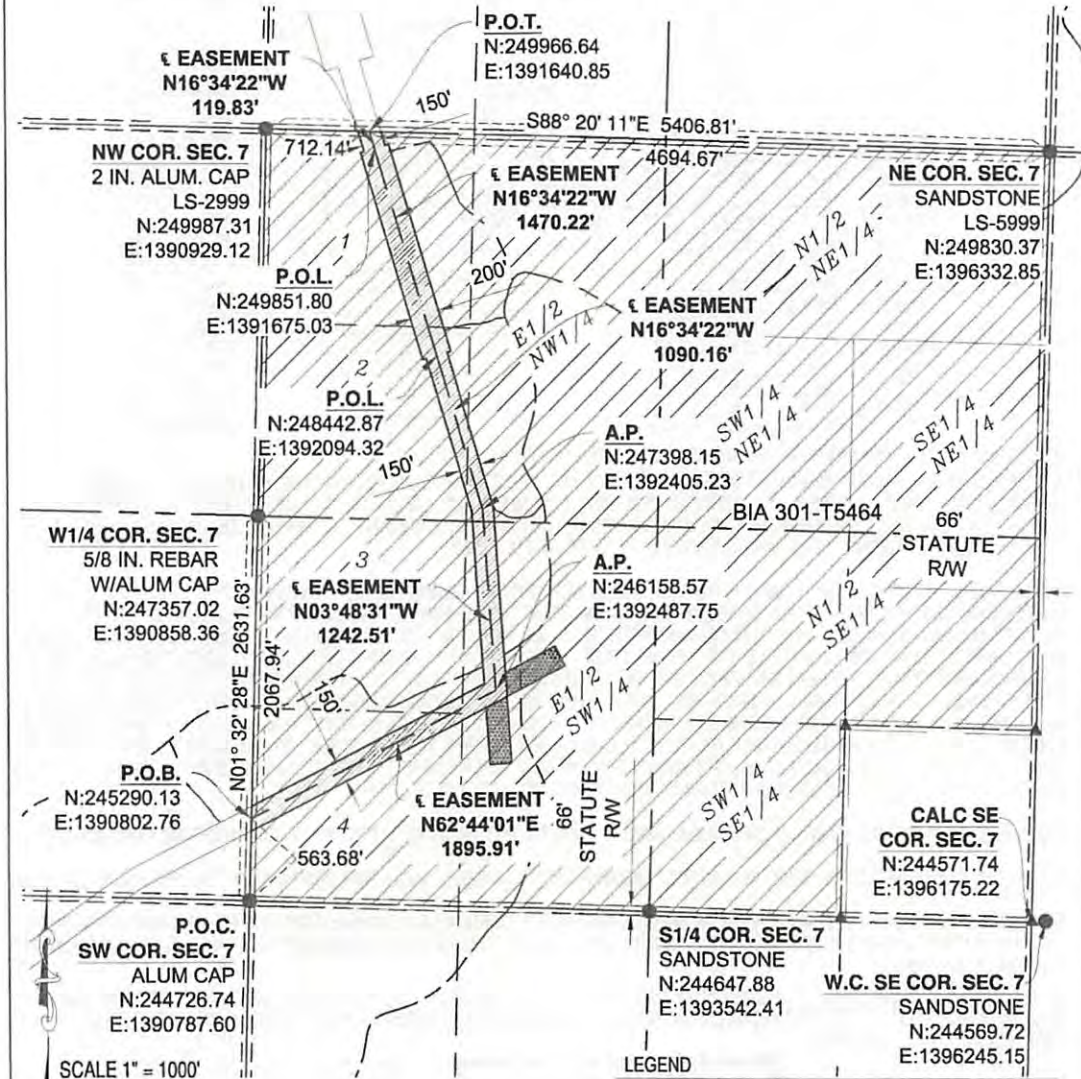 P.O.T.
N:249966.64
E:1391640.85
℄ EASEMENT
N16°34'22"W
119.83'
150'
S88° 20' 11"E 5406.81'
712.14'
4694.67'
NW COR. SEC. 7
2 IN. ALUM. CAP
LS-2999
N:249987.31
E:1390929.12
℄ EASEMENT
N16°34'22"W
1470.22'
NE COR. SEC. 7
SANDSTONE
LS-5999
N:249830.37
E:1396332.85
N1/2
NE1/4
1
P.O.L.
N:249851.80
E:1391675.03
200'
E1/2
NW1/4
℄ EASEMENT
N16°34'22"W
1090.16'
2
P.O.L.
N:248442.87
E:1392094.32
150'
A.P.
N:247398.15
E:1392405.23
SW1/4
NE1/4
SE1/4
NE1/4
BIA 301-T5464
66'
STATUTE
R/W
W1/4 COR. SEC. 7
5/8 IN. REBAR
W/ALUM CAP
N:247357.02
E:1390858.36
3
℄ EASEMENT
N03°48'31"W
1242.51'
A.P.
N:246158.57
E:1392487.75
N1/2
SE1/4
N01° 32' 28"E 2631.63'
2067.94'
150'
E1/2
SW1/4
P.O.B.
N:245290.13
E:1390802.76
4
563.68'
℄ EASEMENT
N62°44'01"E
1895.91'
66'
STATUTE
R/W
SW1/4
SE1/4
CALC SE
COR. SEC. 7
N:244571.74
E:1396175.22
P.O.C.
SW COR. SEC. 7
ALUM CAP
N:244726.74
E:1390787.60
S1/4 COR. SEC. 7
SANDSTONE
N:244647.88
E:1393542.41
W.C. SE COR. SEC. 7
SANDSTONE
N:244569.72
E:1396245.15
SCALE 1" = 1000'
LEGEND